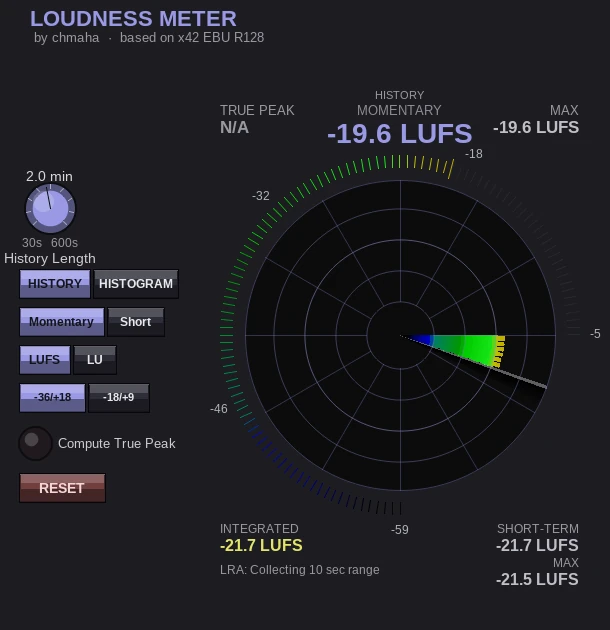 LOUDNESS METER
by chmaha · based on x42 EBU R128
HISTORY
TRUE PEAK MOMENTARY MAX
N/A -19.6 LUFS -19.6 LUFS
-18
2.0 min
-32
30s 600s
History Length
HISTORY HISTOGRAM
Momentary Short
-5
LUFS LU
-36/+18 -18/+9
-46
Compute True Peak
RESET
INTEGRATED -59 SHORT-TERM
-21.7 LUFS -21.7 LUFS
MAX
LRA: Collecting 10 sec range
-21.5 LUFS